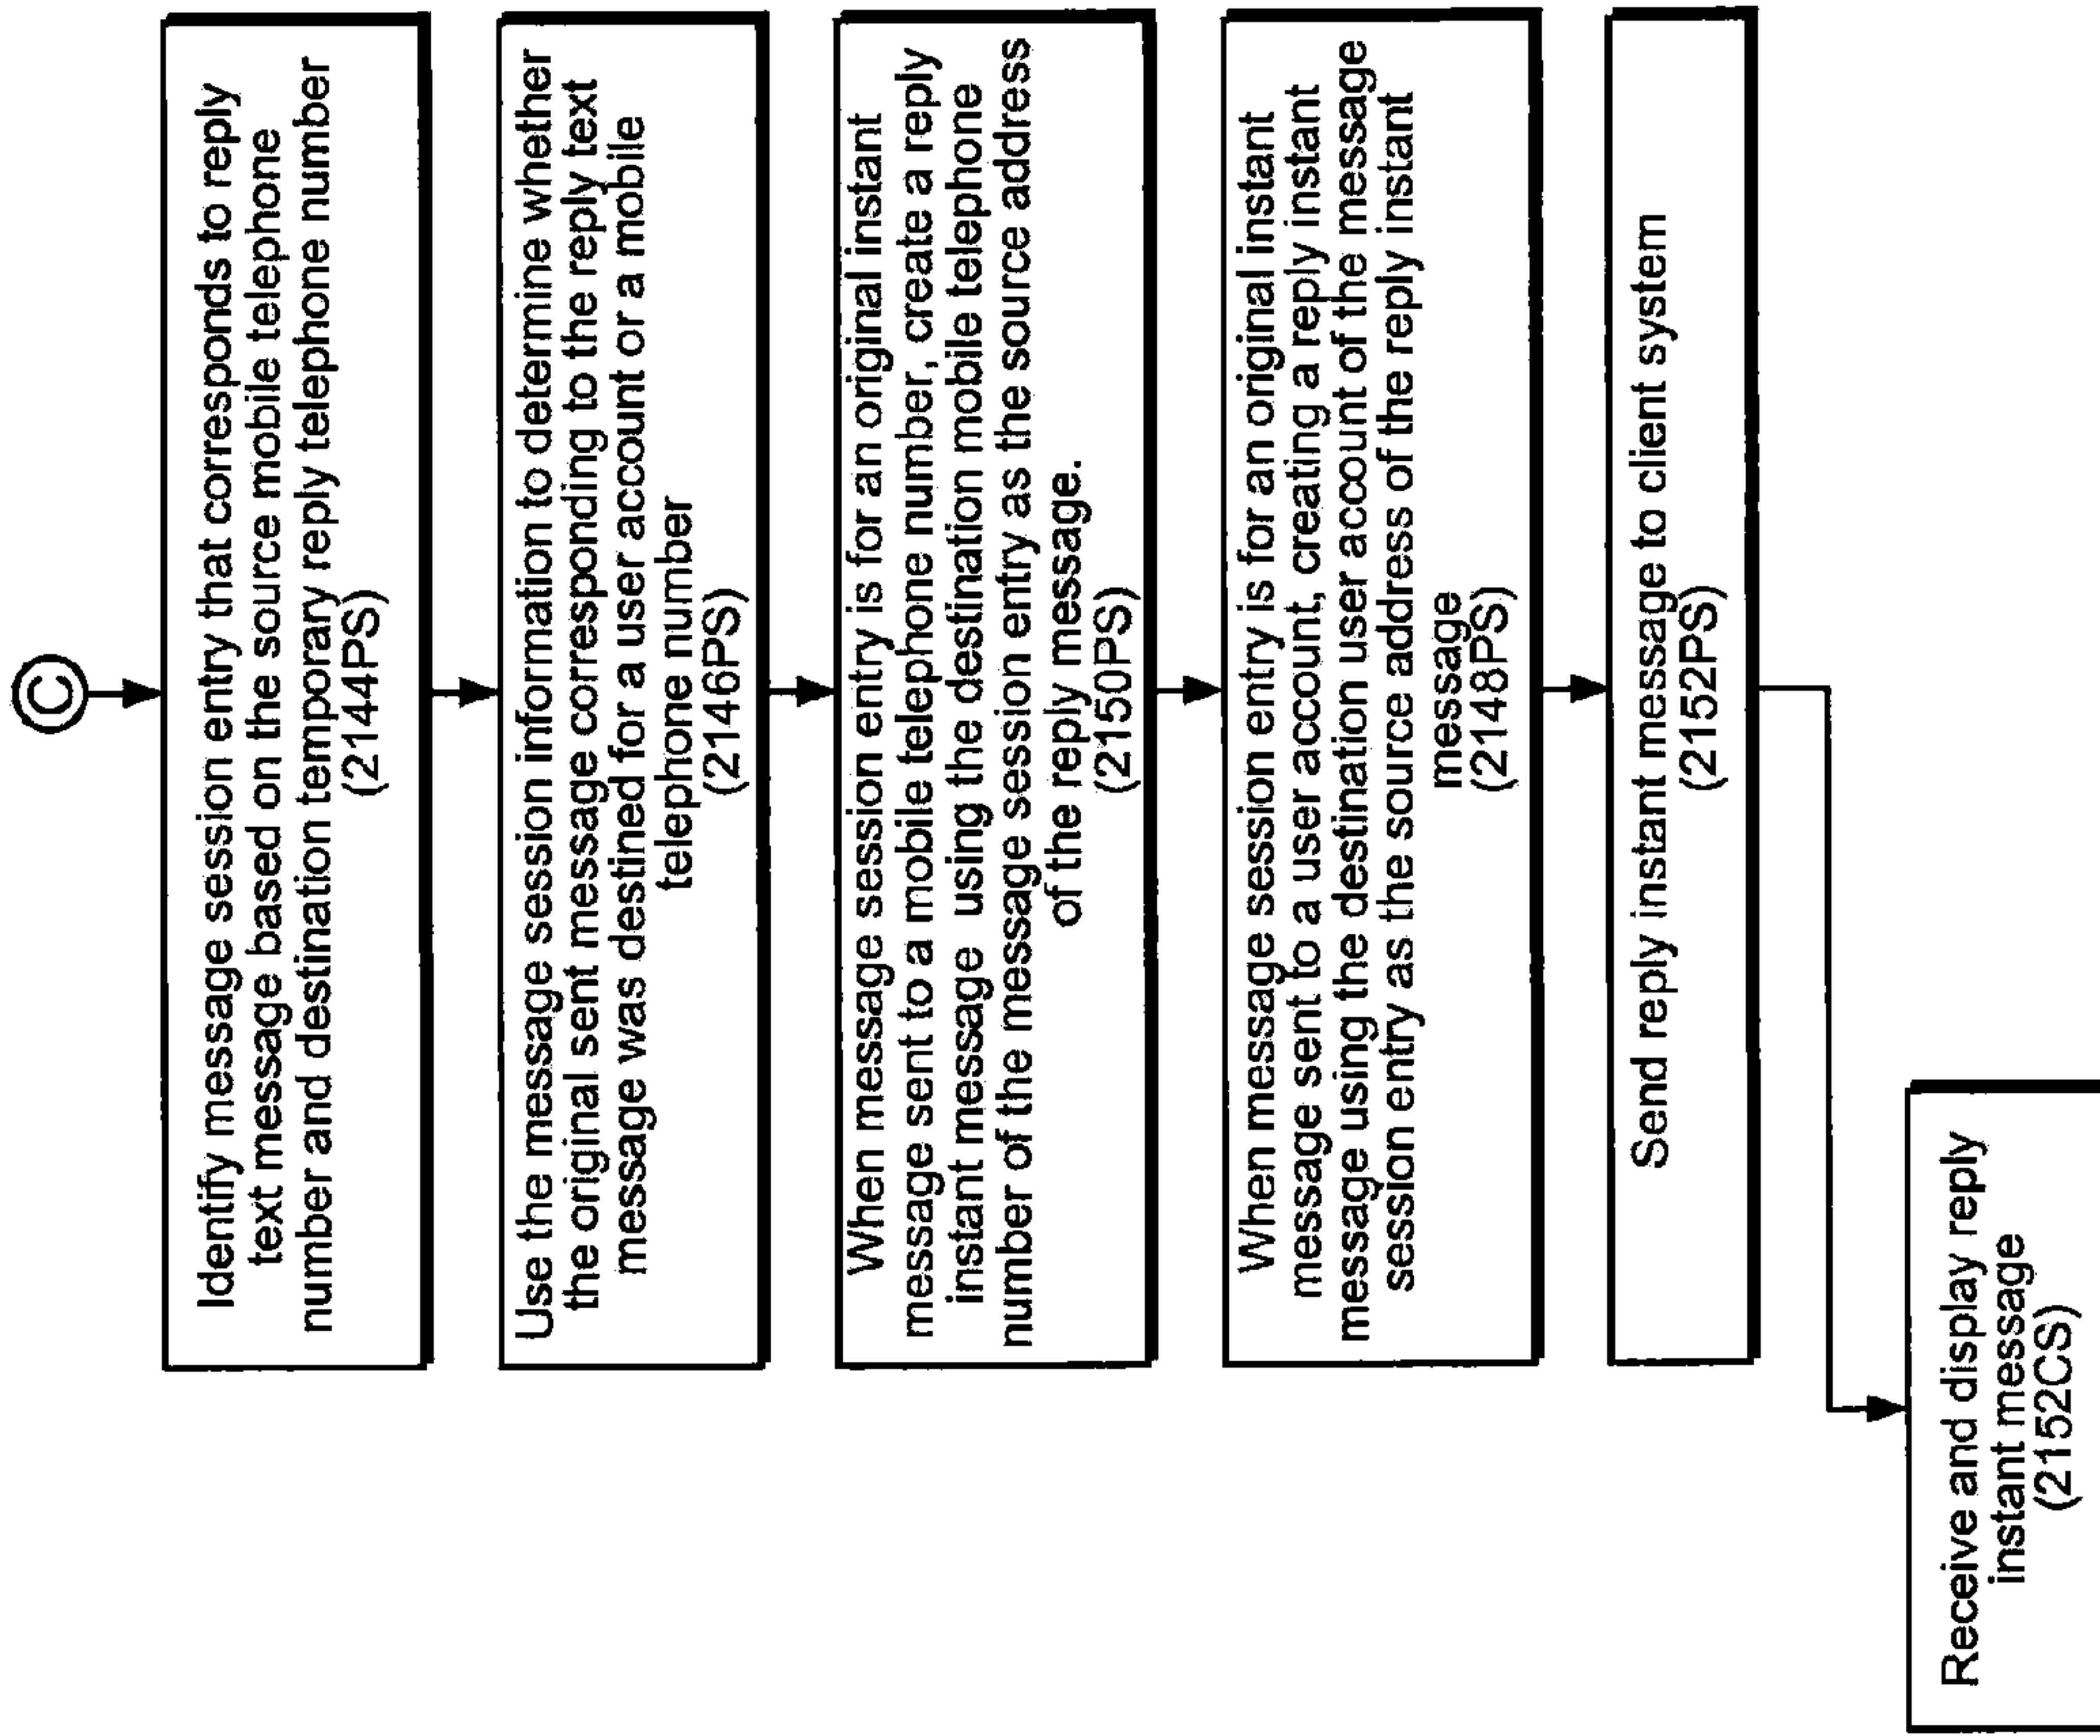 C
Identify message session entry that corresponds to reply
text message based on the source mobile telephone
number and destination temporary reply telephone number
(2144PS)
Use the message session information to determine whether
the original sent message corresponding to the reply text
message was destined for a user account or a mobile
telephone number
(2146PS)
When message session entry is for an original instant
message sent to a mobile telephone number, create a reply
instant message using the destination mobile telephone
number of the message session entry as the source address
of the reply message.
(2150PS)
When message session entry is for an original instant
message sent to a user account, creating a reply instant
message using the destination user account of the message
session entry as the source address of the reply instant
message
(2148PS)
Send reply instant message to client system
(2152PS)
Receive and display reply
instant message
(2152CS)